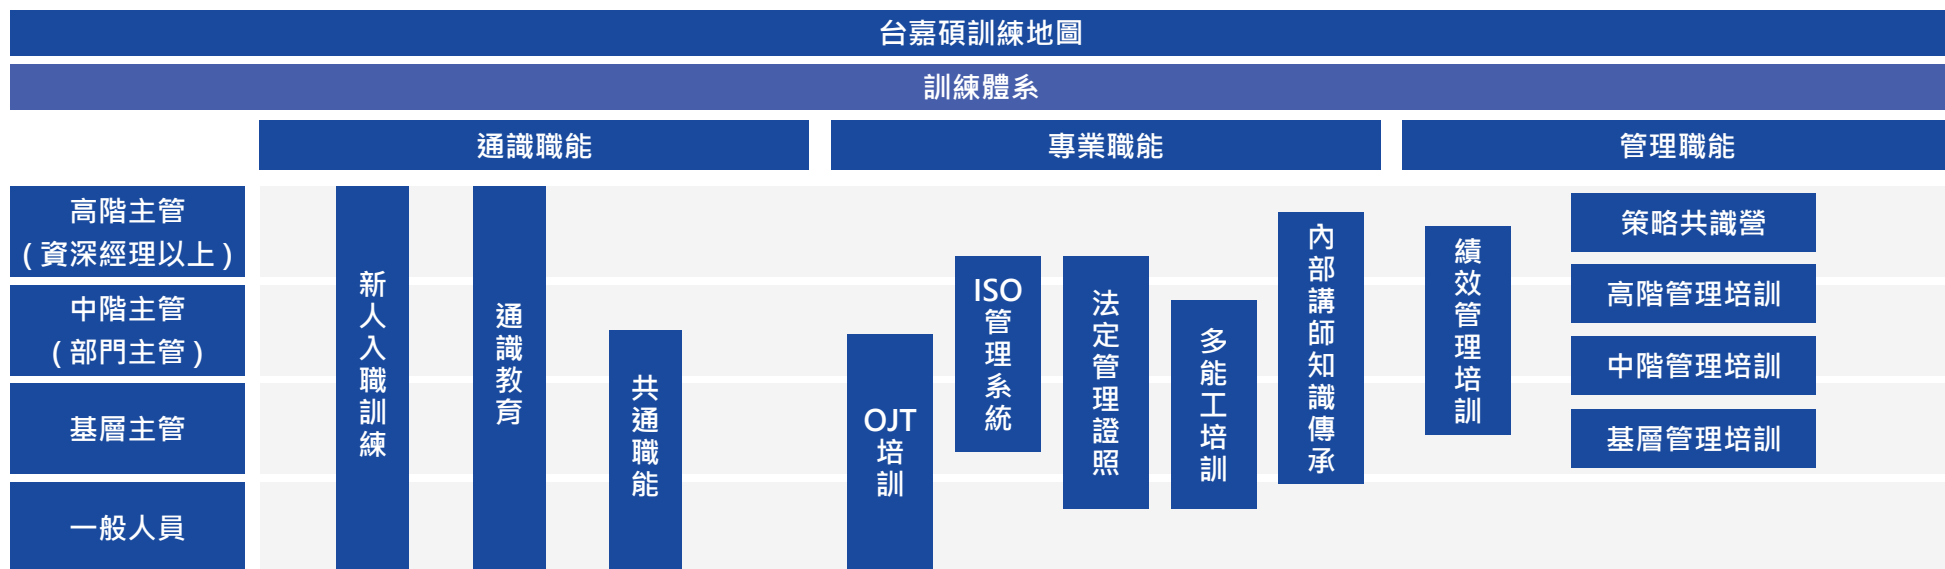 台嘉碩訓練地圖
訓練體系
通識職能
專業職能
管理職能
高階主管
(資深經理以上)
中階主管
(部門主管)
基層主管
一般人員
新人入職訓練
通識教育
共通職能
OJT
培訓
ISO
管理系統
法定管理證照
多能工培訓
內部講師知識傳承
績效管理培訓
策略共識營
高階管理培訓
中階管理培訓
基層管理培訓